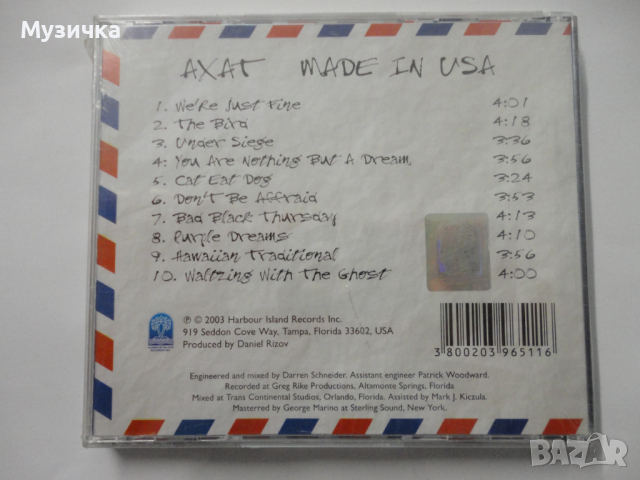 Музичка
АХАТ MADE IN USA
1. We're Just Fine 4:01
2. The Bird 4:18
3. Under Siege 3:36
4: You Are Nothing But A Dream 3:56
5. Cat Eat Dog 3:24
6. Don't Be Affraid 3:53
7. Bad Black Thursday 4:13
8. Purple Dreams 4:10
9. Hawaiian Traditional 3:56
10. Waltzing With The Ghost 4:00
℗ © 2003 Harbour Island Records Inc.
919 Seddon Cove Way, Tampa, Florida 33602, USA
Produced by Daniel Rizov
3 800203 965116
Engineered and mixed by Darren Schneider. Assistant engineer Patrick Woodward.
Recorded at Greg Rike Productions, Altamonte Springs, Florida
Mixed at Trans Continental Studios, Orlando, Florida. Assisted by Mark J. Kiczula.
Masterred by George Marino at Sterling Sound, New York.
BAZAR